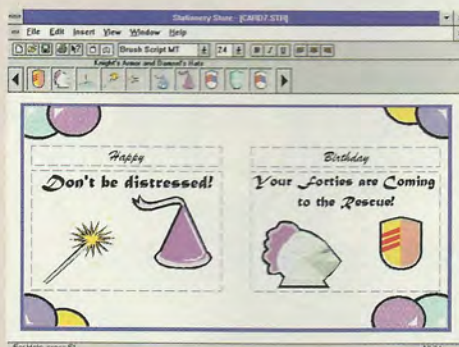 Stationery Store - [CARD7.STA]
File Edit Insert View Window Help
Brush Script MT 24 B I U
Knight's Armor and Damsel's Hats
Happy
Don't be distressed!
Birthday
Your Forties are Coming
to the Rescue!